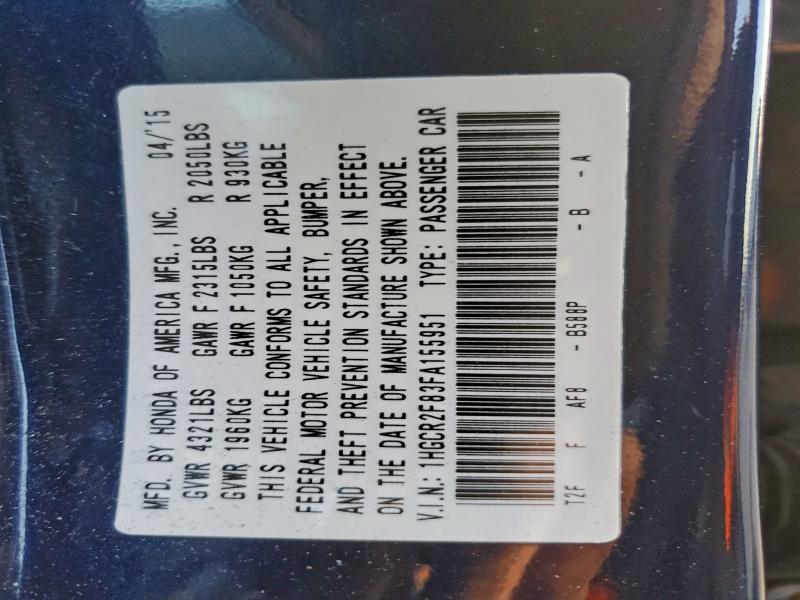 MFD. BY HONDA OF AMERICA MFG., INC. 04/'15
GVWR 4321LBS GAWR F 2315LBS R 2050LBS
GVWR 1960KG GAWR F 1050KG R 930KG
THIS VEHICLE CONFORMS TO ALL APPLICABLE
FEDERAL MOTOR VEHICLE SAFETY, BUMPER,
AND THEFT PREVENTION STANDARDS IN EFFECT
ON THE DATE OF MANUFACTURE SHOWN ABOVE.
V.I.N.: 1HGCR2F83FA155951 TYPE: PASSENGER CAR
T2F F AF8 -B588P -B -A